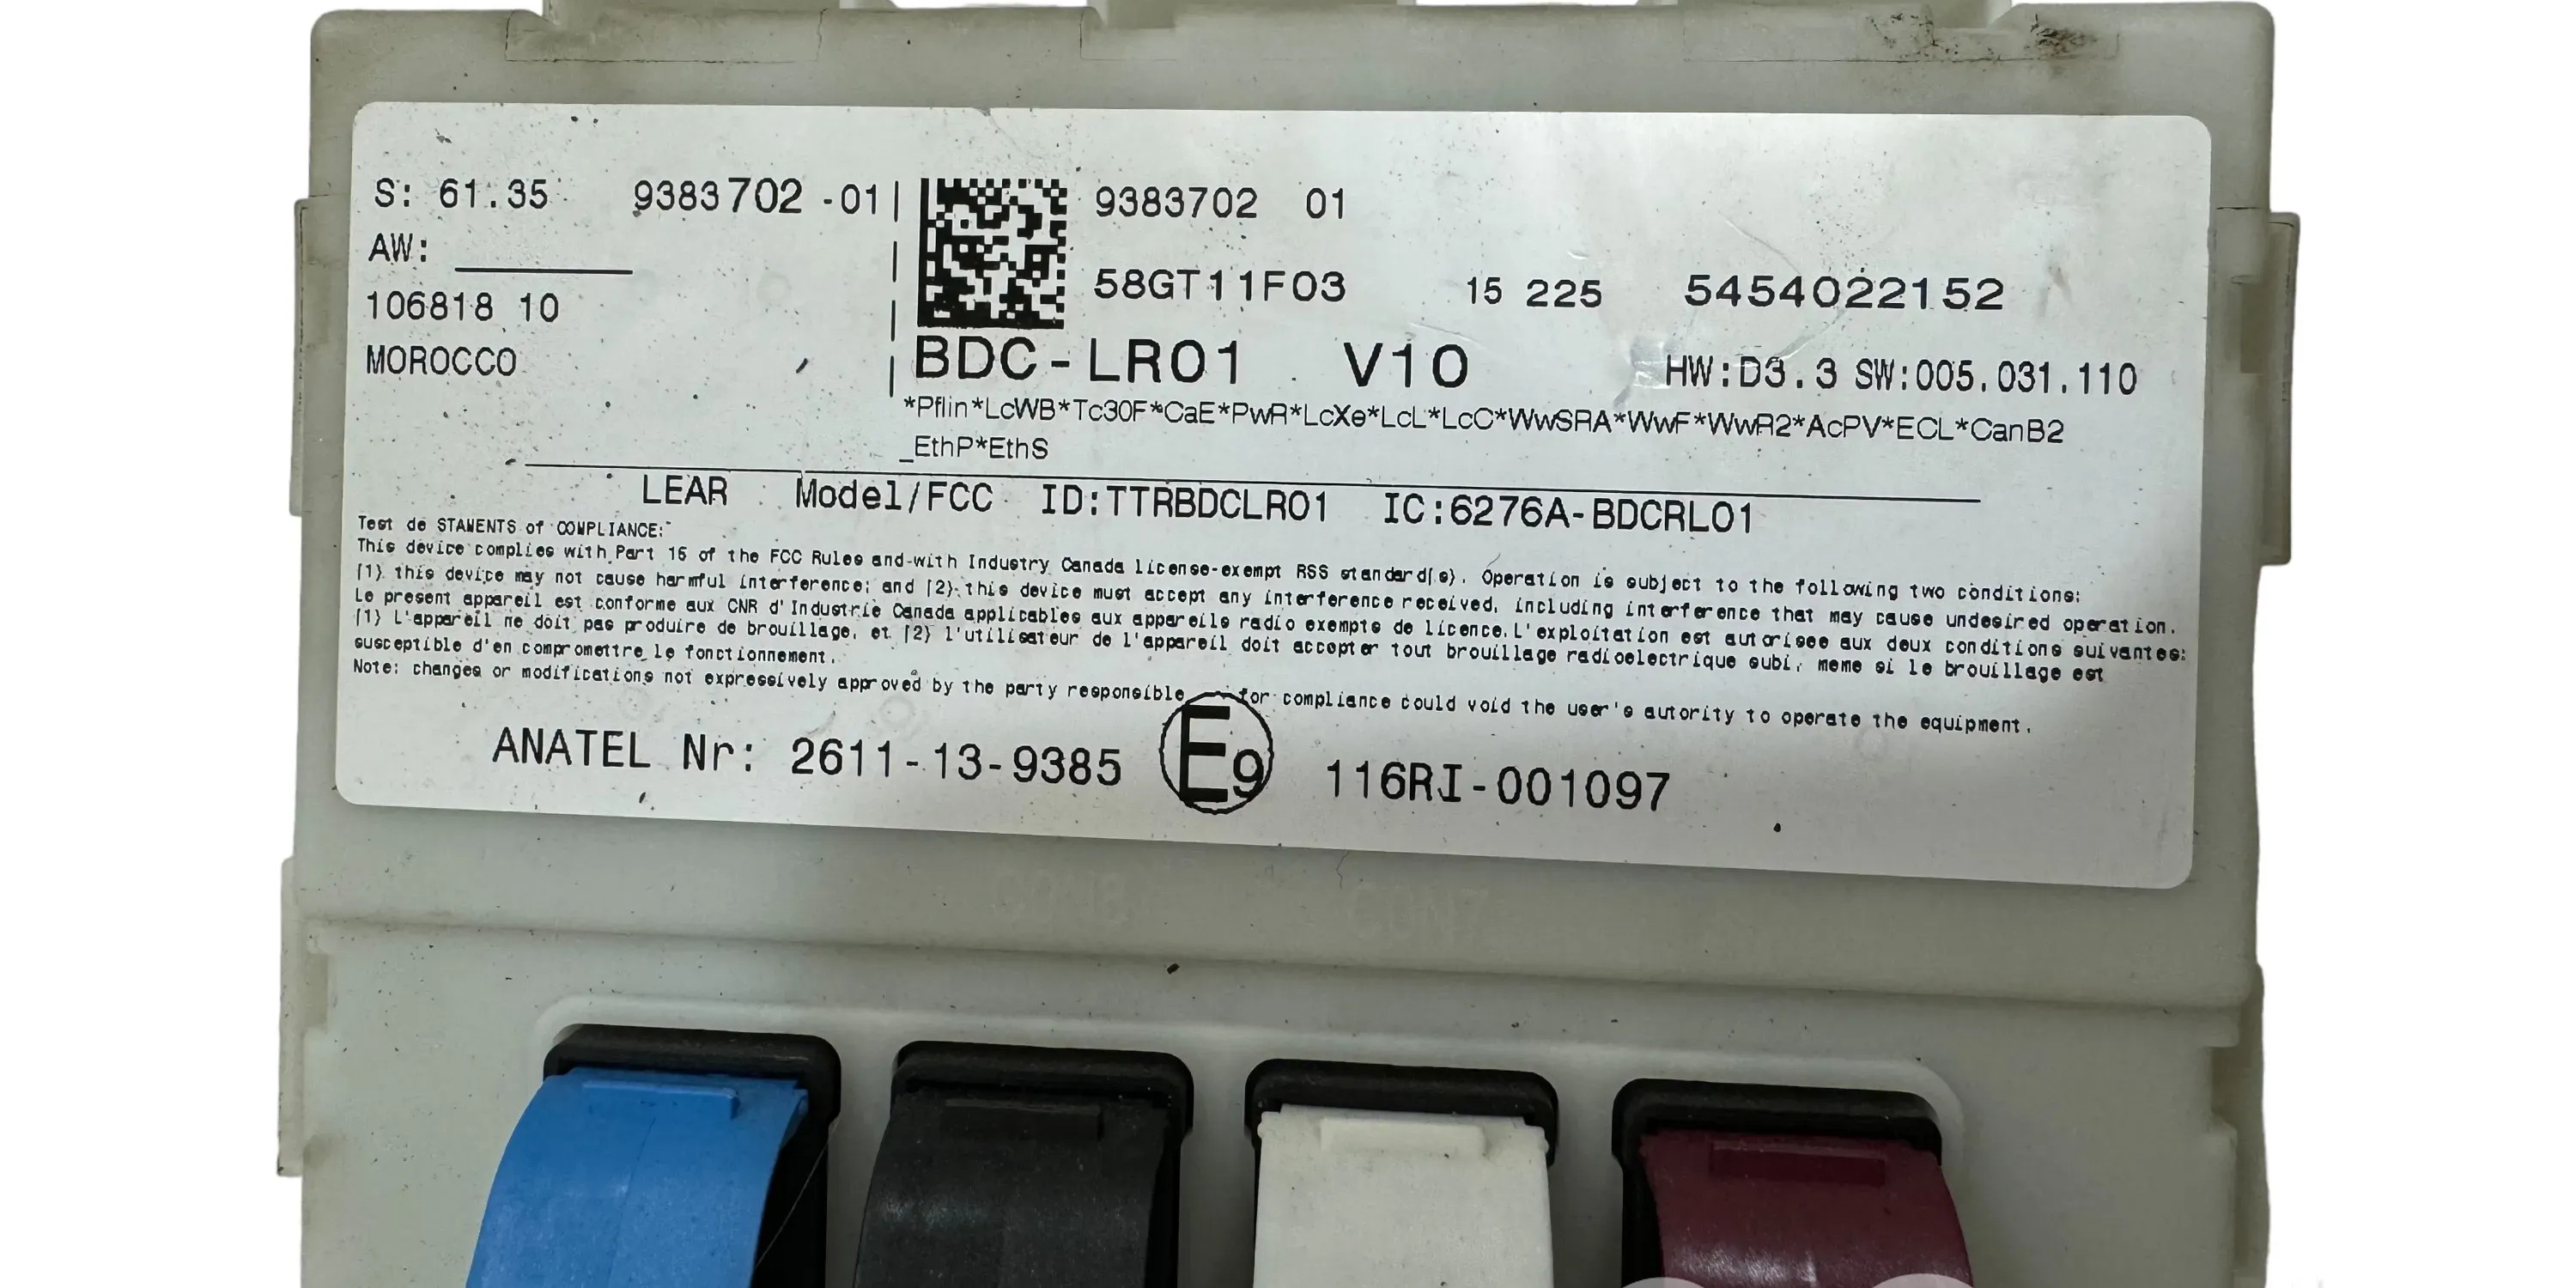 S: 61.35 9383702 -01
AW:
106818 10
MOROCCO
9383702 01
58GT11F03 15 225 5454022152
BDC-LR01 V10 HW:D3.3 SW:005.031.110
*Pflin*LcWB*Tc30F*CaE*PwR*LcXe*LcL*LcC*WwSRA*WwF*WwR2*AcPV*ECL*CanB2
_EthP*EthS
LEAR Model/FCC ID:TTRBDCLR01 IC:6276A-BDCRL01
Test de STAMENTS of COMPLIANCE:
This device complies with Part 15 of the FCC Rules and with Industry Canada license-exempt RSS standard(s). Operation is subject to the following two conditions:
(1) this device may not cause harmful interference; and (2) this device must accept any interference received, including interference that may cause undesired operation.
Le present appareil est conforme aux CNR d'Industrie Canada applicables aux appareils radio exempts de licence. L'exploitation est autorisee aux deux conditions suivantes:
(1) L'appareil ne doit pas produire de brouillage, et (2) l'utilisateur de l'appareil doit accepter tout brouillage radioelectrique subi, meme si le brouillage est
susceptible d'en compromettre le fonctionnement.
Note: changes or modifications not expressively approved by the party responsible for compliance could void the user's autority to operate the equipment.
ANATEL Nr: 2611-13-9385 E9 116RI-001097
CON7